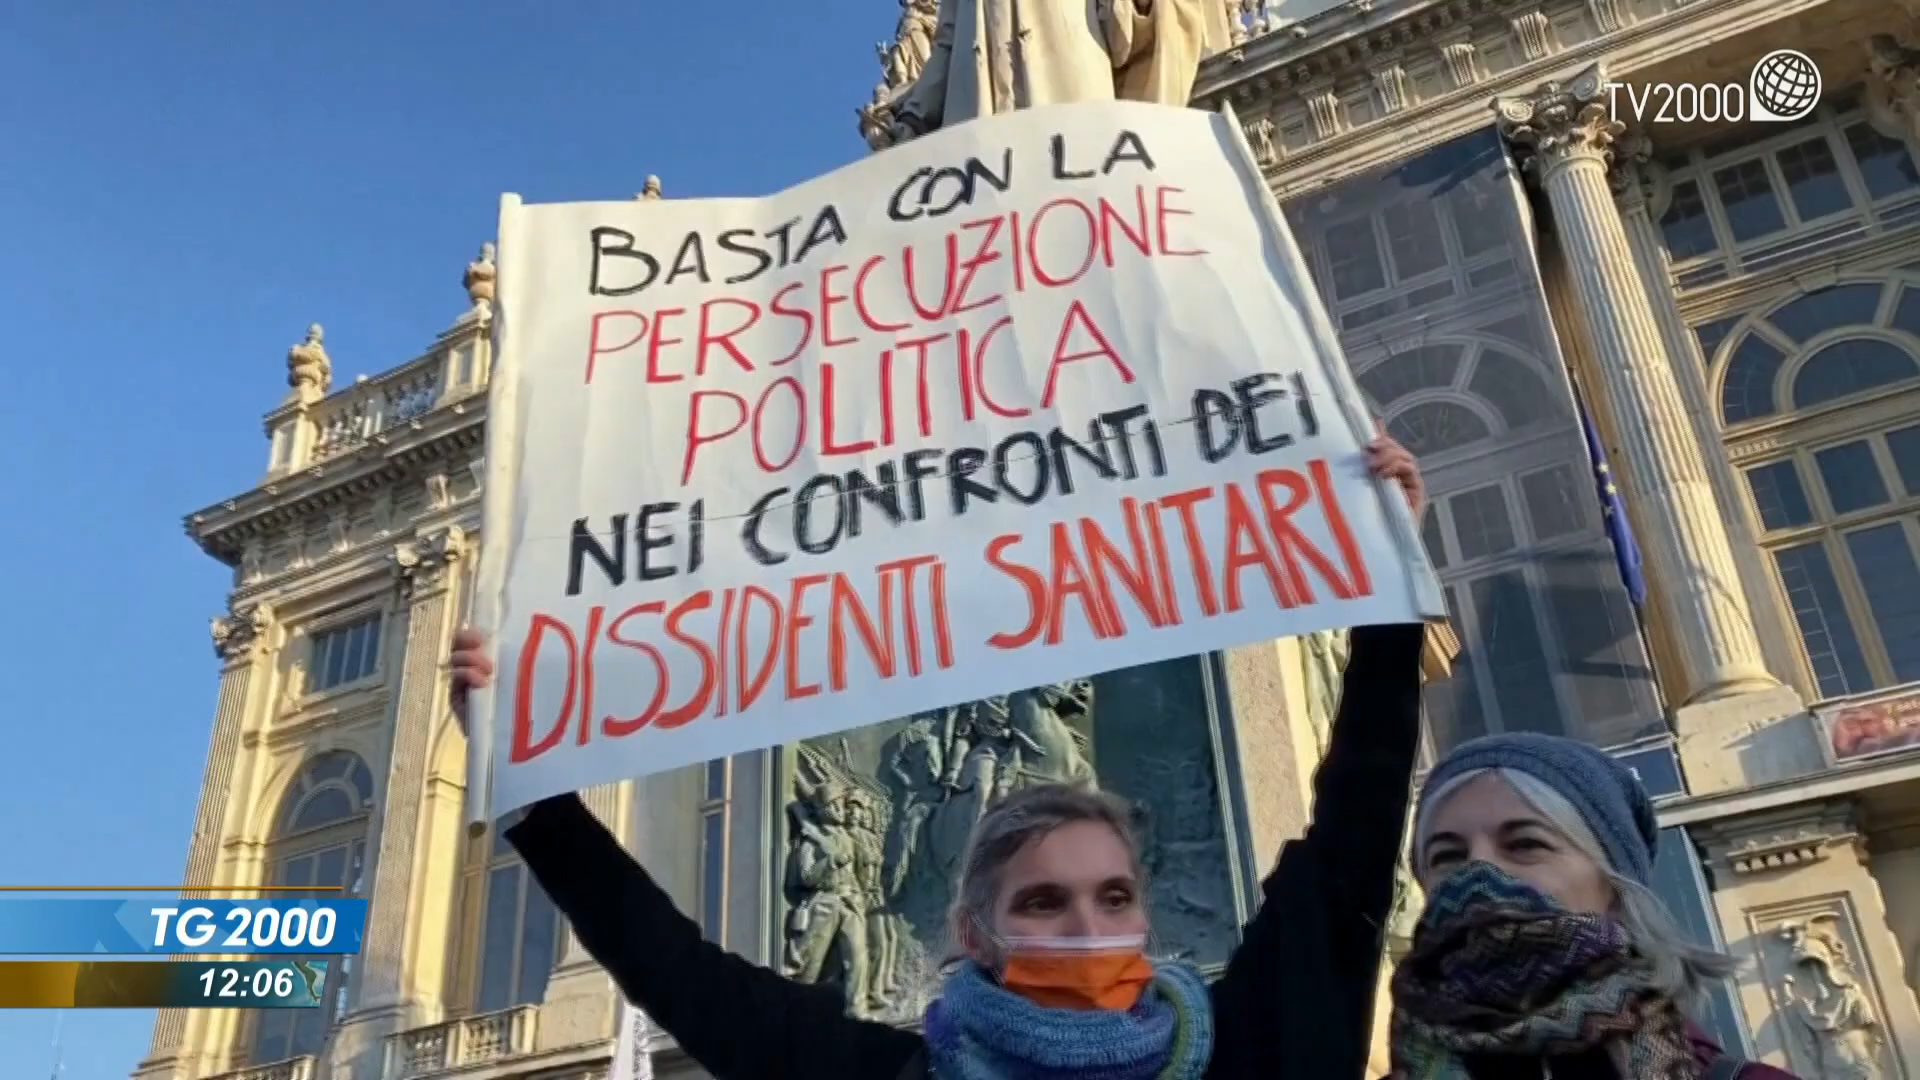 TV2000
BASTA CON LA
PERSECUZIONE
POLITICA
NEI CONFRONTI DEI
DISSIDENTI SANITARI
TG 2000
12:06